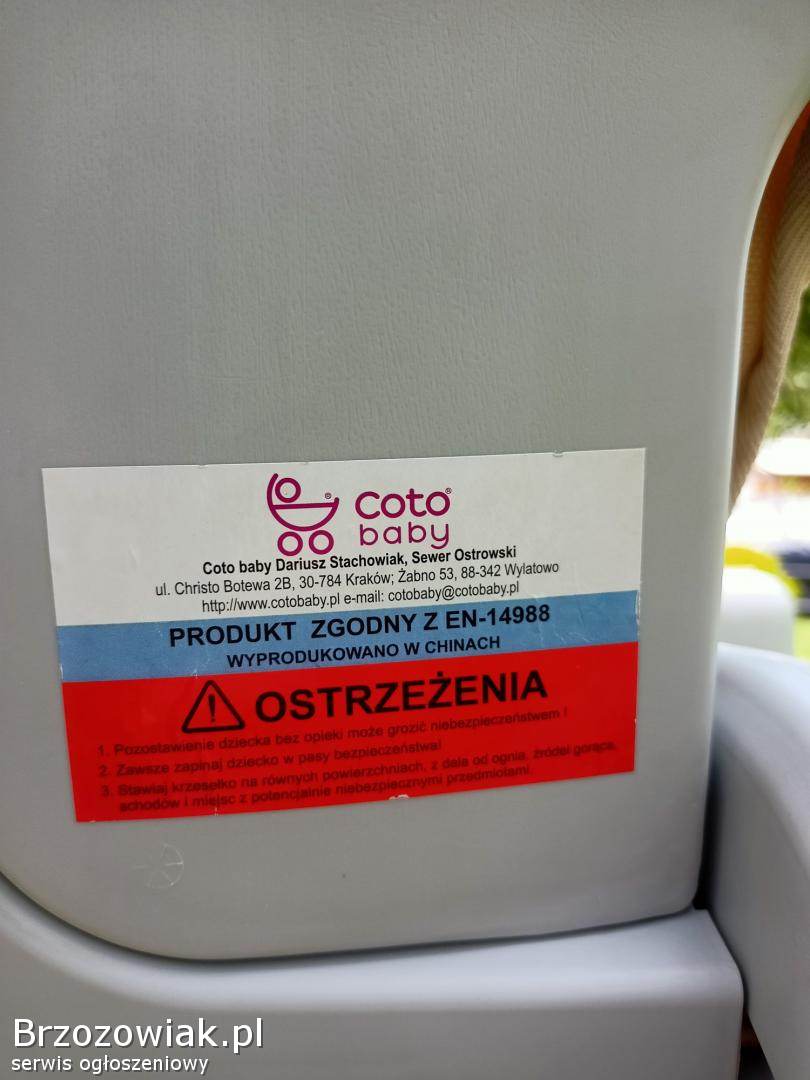 coto®
baby
Coto baby Dariusz Stachowiak, Sewer Ostrowski
ul. Christo Botewa 2B, 30-784 Kraków; Żabno 53, 88-342 Wylatowo
http://www.cotobaby.pl e-mail: cotobaby@cotobaby.pl
PRODUKT ZGODNY Z EN-14988
WYPRODUKOWANO W CHINACH
OSTRZEŻENIA
1. Pozostawienie dziecka bez opieki może grozić niebezpieczeństwem !
2. Zawsze zapinaj dziecko w pasy bezpieczeństwa!
3. Stawiaj krzesełko na równych powierzchniach, z dala od ognia, źródeł gorąca,
schodów i miejsc z potencjalnie niebezpiecznymi przedmiotami.
Brzozowiak.pl
serwis ogłoszeniowy